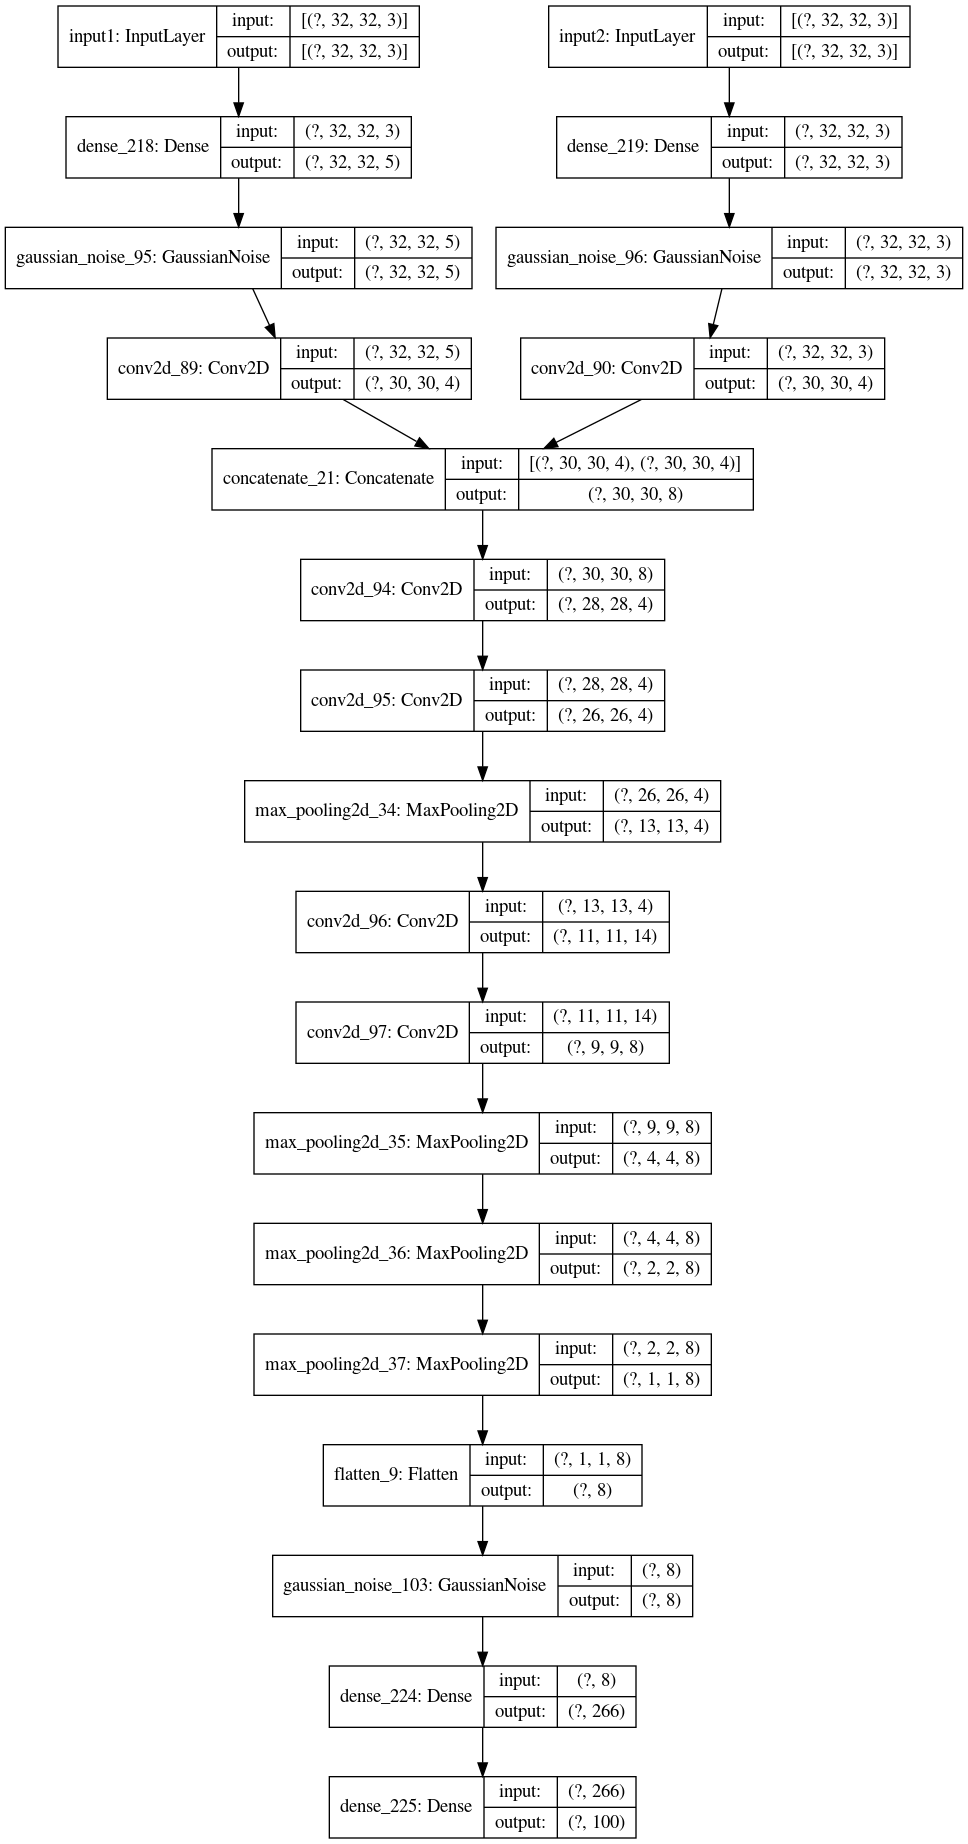 input1: InputLayer
input: [(?, 32, 32, 3)]
output: [(?, 32, 32, 3)]
input2: InputLayer
input: [(?, 32, 32, 3)]
output: [(?, 32, 32, 3)]
dense_218: Dense
input: (?, 32, 32, 3)
output: (?, 32, 32, 5)
dense_219: Dense
input: (?, 32, 32, 3)
output: (?, 32, 32, 3)
gaussian_noise_95: GaussianNoise
input: (?, 32, 32, 5)
output: (?, 32, 32, 5)
gaussian_noise_96: GaussianNoise
input: (?, 32, 32, 3)
output: (?, 32, 32, 3)
conv2d_89: Conv2D
input: (?, 32, 32, 5)
output: (?, 30, 30, 4)
conv2d_90: Conv2D
input: (?, 32, 32, 3)
output: (?, 30, 30, 4)
concatenate_21: Concatenate
input: [(?, 30, 30, 4), (?, 30, 30, 4)]
output: (?, 30, 30, 8)
conv2d_94: Conv2D
input: (?, 30, 30, 8)
output: (?, 28, 28, 4)
conv2d_95: Conv2D
input: (?, 28, 28, 4)
output: (?, 26, 26, 4)
max_pooling2d_34: MaxPooling2D
input: (?, 26, 26, 4)
output: (?, 13, 13, 4)
conv2d_96: Conv2D
input: (?, 13, 13, 4)
output: (?, 11, 11, 14)
conv2d_97: Conv2D
input: (?, 11, 11, 14)
output: (?, 9, 9, 8)
max_pooling2d_35: MaxPooling2D
input: (?, 9, 9, 8)
output: (?, 4, 4, 8)
max_pooling2d_36: MaxPooling2D
input: (?, 4, 4, 8)
output: (?, 2, 2, 8)
max_pooling2d_37: MaxPooling2D
input: (?, 2, 2, 8)
output: (?, 1, 1, 8)
flatten_9: Flatten
input: (?, 1, 1, 8)
output: (?, 8)
gaussian_noise_103: GaussianNoise
input: (?, 8)
output: (?, 8)
dense_224: Dense
input: (?, 8)
output: (?, 266)
dense_225: Dense
input: (?, 266)
output: (?, 100)